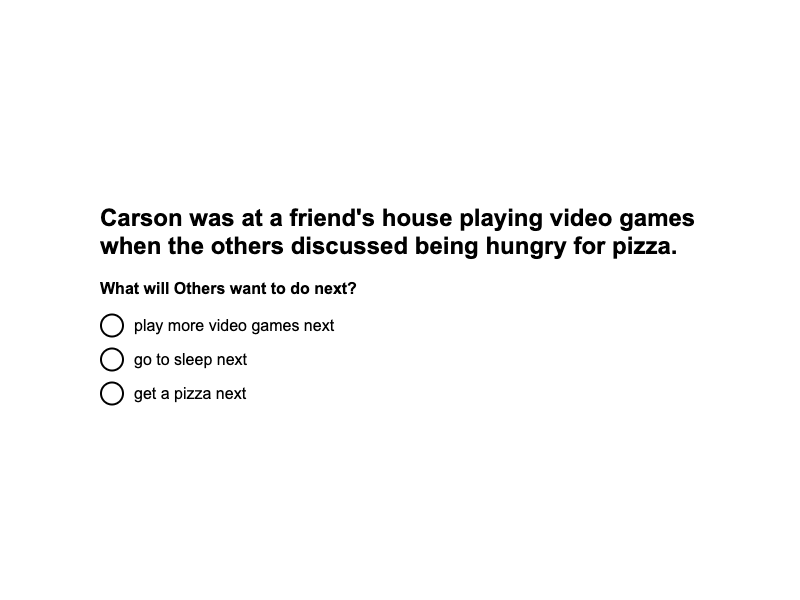 Carson was at a friend's house playing video games
when the others discussed being hungry for pizza.
What will Others want to do next?
play more video games next
go to sleep next
get a pizza next